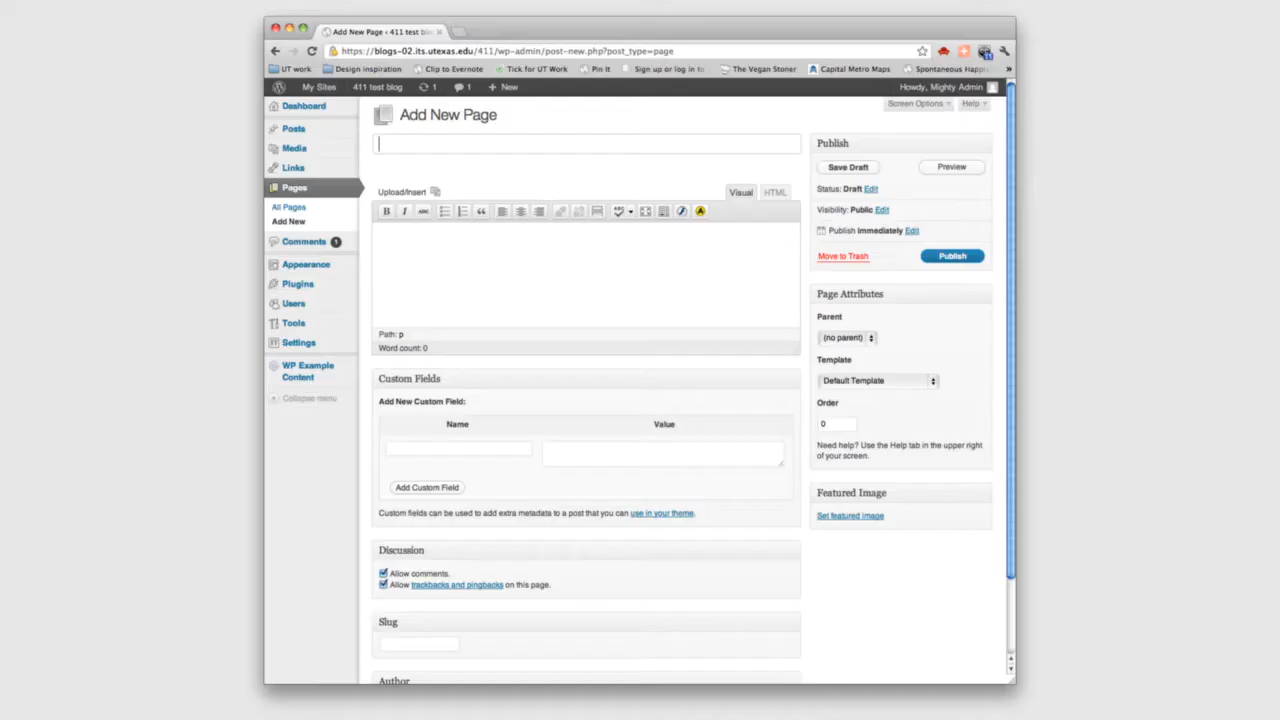 Add New Page ‹ 411 test blo
https://blogs-02.its.utexas.edu/411/wp-admin/post-new.php?post_type=page
UT work
Design inspiration
Clip to Evernote
Tick for UT Work
Pin It
Sign up or log in to
The Vegan Stoner
Capital Metro Maps
Spontaneous Happi
»
My Sites
411 test blog
1
1
+ New
Howdy, Mighty Admin
Dashboard
Posts
Media
Links
Pages
All Pages
Add New
Comments 1
Appearance
Plugins
Users
Tools
Settings
WP Example
Content
Collapse menu
Screen Options
Help
Add New Page
Upload/Insert
Visual
HTML
B I ABC
ABC
A
Path: p
Word count: 0
Custom Fields
Add New Custom Field:
Name
Value
Add Custom Field
Custom fields can be used to add extra metadata to a post that you can use in your theme.
Discussion
Allow comments.
Allow trackbacks and pingbacks on this page.
Slug
Author
Publish
Save Draft
Preview
Status: Draft Edit
Visibility: Public Edit
Publish immediately Edit
Move to Trash
Publish
Page Attributes
Parent
(no parent)
Template
Default Template
Order
0
Need help? Use the Help tab in the upper right
of your screen.
Featured Image
Set featured image